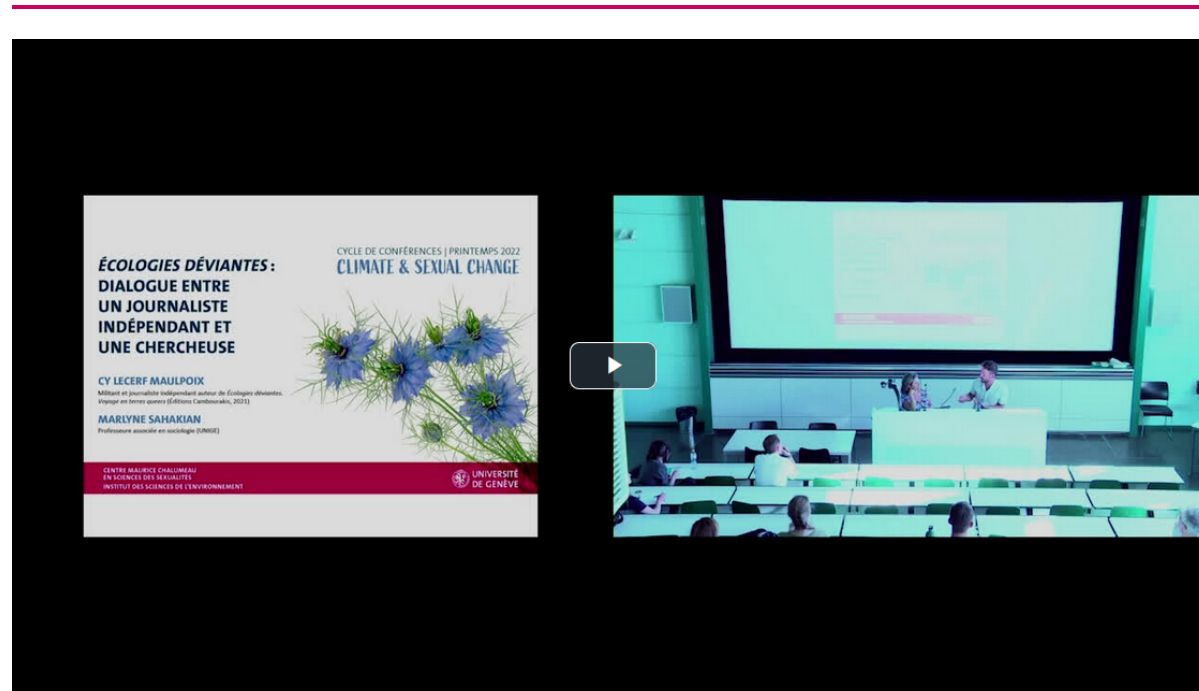 ÉCOLOGIES DÉVIANTES :
DIALOGUE ENTRE
UN JOURNALISTE
INDÉPENDANT ET
UNE CHERCHEUSE
CY LECERF MAULPOIX
Militant et journaliste indépendant auteur de Écologies déviantes.
Voyage en terres queers (Éditions Cambourakis, 2021)
MARLYNE SAHAKIAN
Professeure associée en sociologie (UNIGE)
CYCLE DE CONFÉRENCES | PRINTEMPS 2022
CLIMATE & SEXUAL CHANGE
CENTRE MAURICE CHALUMEAU
EN SCIENCES DES SEXUALITÉS
INSTITUT DES SCIENCES DE L'ENVIRONNEMENT
UNIVERSITÉ
DE GENÈVE